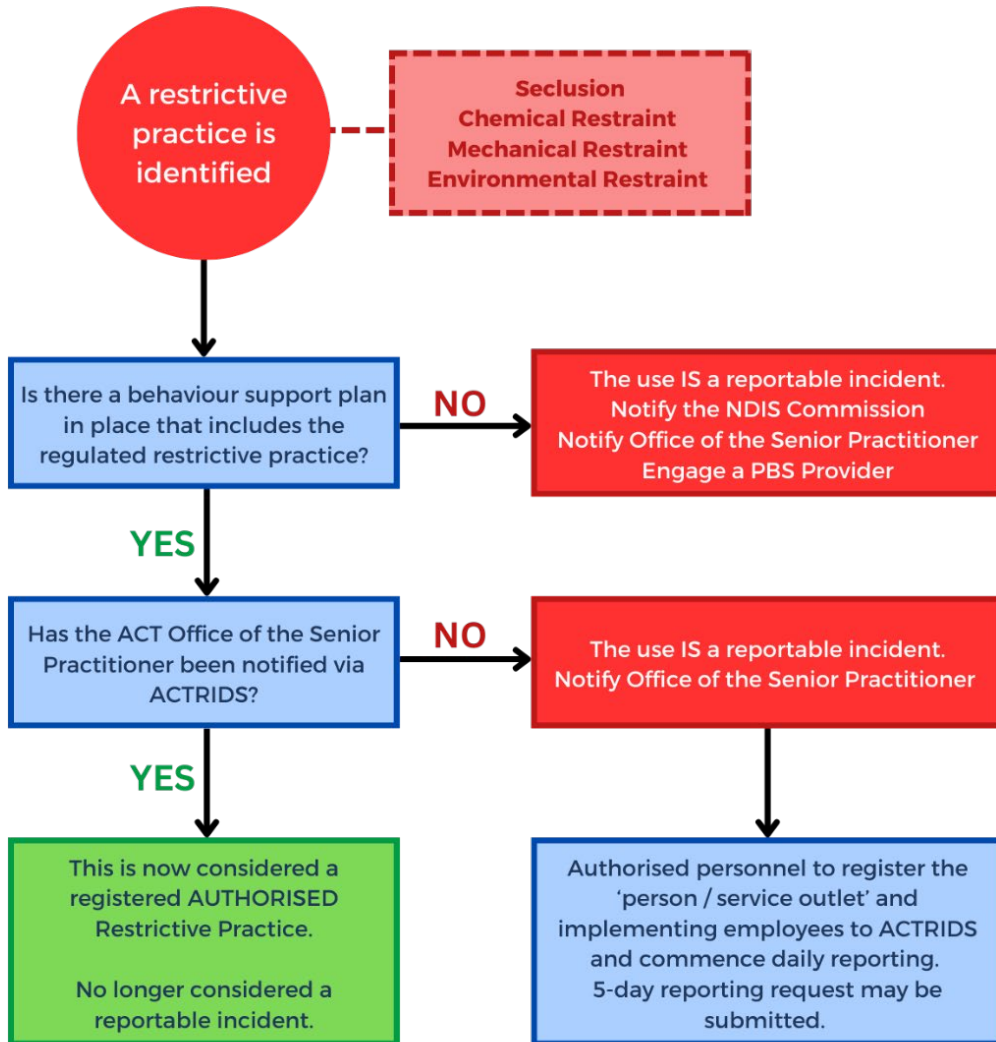 A restrictive
practice is
identified
Seclusion
Chemical Restraint
Mechanical Restraint
Environmental Restraint
Is there a behaviour support plan
in place that includes the
regulated restrictive practice?
NO
The use IS a reportable incident.
Notify the NDIS Commission
Notify Office of the Senior Practitioner
Engage a PBS Provider
YES
Has the ACT Office of the Senior
Practitioner been notified via
ACTRIDS?
NO
The use IS a reportable incident.
Notify Office of the Senior Practitioner
YES
This is now considered a
registered AUTHORISED
Restrictive Practice.
No longer considered a
reportable incident.
Authorised personnel to register the
‘person / service outlet’ and
implementing employees to ACTRIDS
and commence daily reporting.
5-day reporting request may be
submitted.